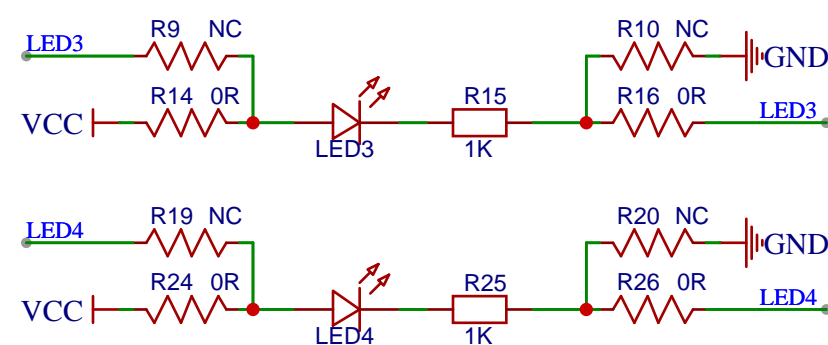 R9 NC
R10 NC
LED3
GND
R14 0R
R15
R16 0R
LED3
VCC
LED3
1K
R19 NC
R20 NC
LED4
GND
R24 0R
R25
R26 0R
LED4
VCC
LED4
1K